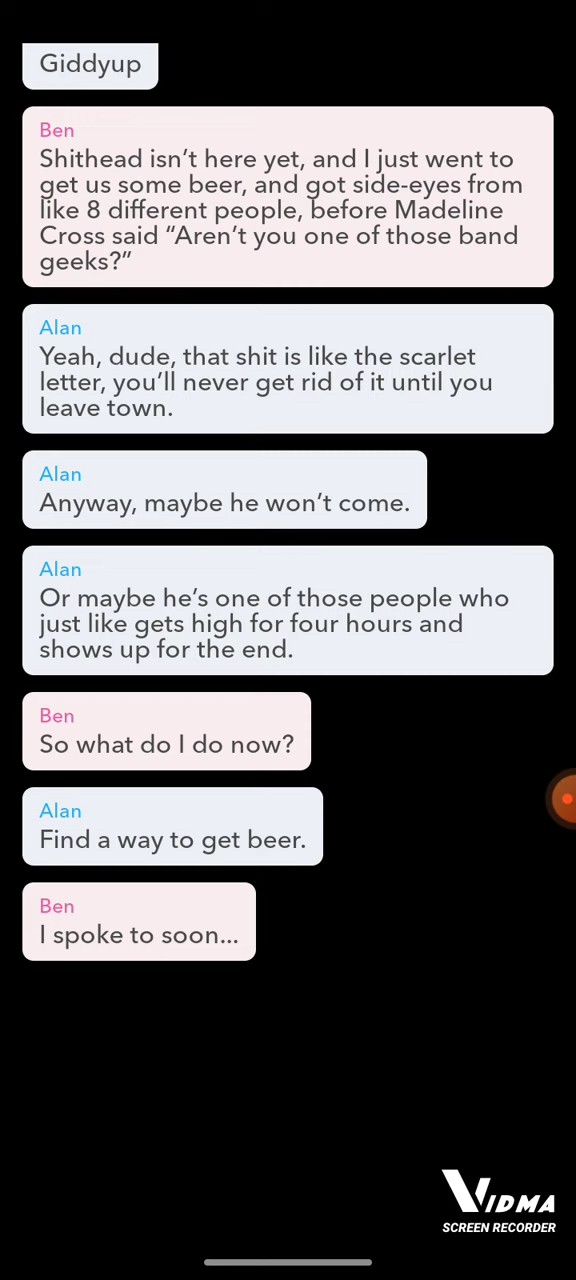 Giddyup
Ben
Shithead isn’t here yet, and I just went to
get us some beer, and got side-eyes from
like 8 different people, before Madeline
Cross said “Aren’t you one of those band
geeks?”
Alan
Yeah, dude, that shit is like the scarlet
letter, you’ll never get rid of it until you
leave town.
Alan
Anyway, maybe he won’t come.
Alan
Or maybe he’s one of those people who
just like gets high for four hours and
shows up for the end.
Ben
So what do I do now?
Alan
Find a way to get beer.
Ben
I spoke to soon...
VIDMA
SCREEN RECORDER